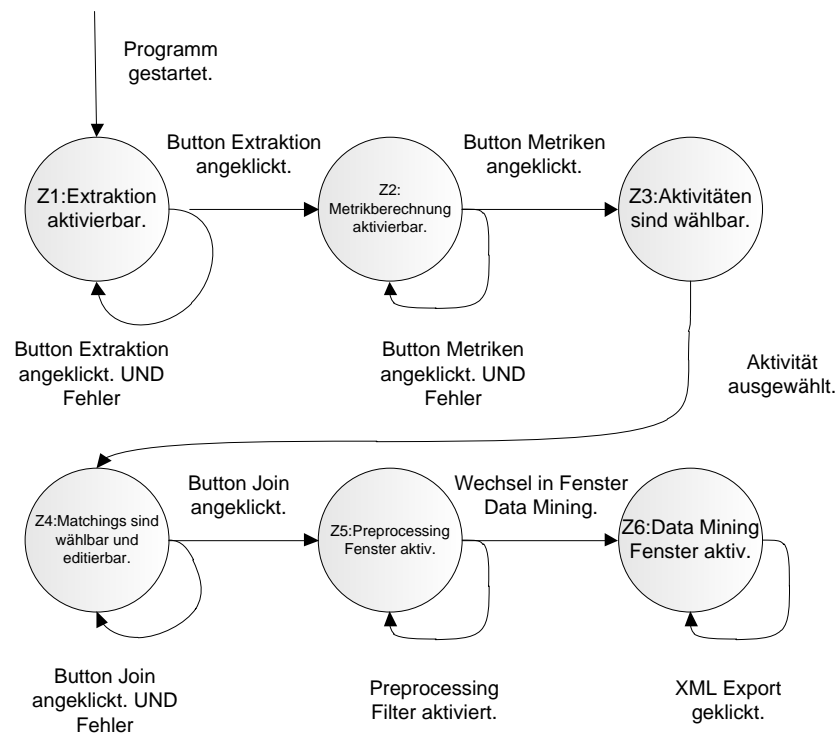 Programm
gestartet.
Button Extraktion
angeklickt.
Button Metriken
angeklickt.
Z1:Extraktion
aktivierbar.
Z2:
Metrikberechnung
aktivierbar.
Z3:Aktivitäten
sind wählbar.
Button Extraktion
angeklickt. UND
Fehler
Button Metriken
angeklickt. UND
Fehler
Aktivität
ausgewählt.
Button Join
angeklickt.
Wechsel in Fenster
Data Mining.
Z4:Matchings sind
wählbar und
editierbar.
Z5:Preprocessing
Fenster aktiv.
Z6:Data Mining
Fenster aktiv.
Button Join
angeklickt. UND
Fehler
Preprocessing
Filter aktiviert.
XML Export
geklickt.